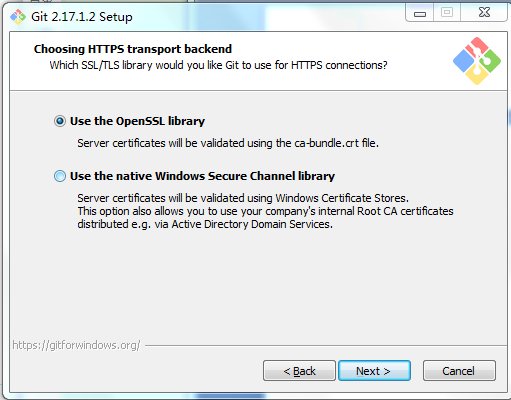 Git 2.17.1.2 Setup
Choosing HTTPS transport backend
Which SSL/TLS library would you like Git to use for HTTPS connections?
Use the OpenSSL library
Server certificates will be validated using the ca-bundle.crt file.
Use the native Windows Secure Channel library
Server certificates will be validated using Windows Certificate Stores.
This option also allows you to use your company's internal Root CA certificates
distributed e.g. via Active Directory Domain Services.
https://gitforwindows.org/
< Back Next > Cancel